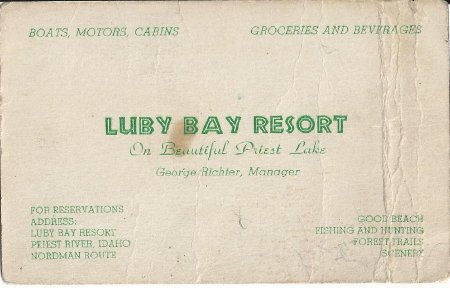 BOATS, MOTORS, CABINS
GROCERIES AND BEVERAGES
LUBY BAY RESORT
On Beautiful Priest Lake
George Richter, Manager
FOR RESERVATIONS
ADDRESS:
LUBY BAY RESORT
PRIEST RIVER, IDAHO
NORDMAN ROUTE
GOOD BEACH
FISHING AND HUNTING
FOREST TRAILS
SCENERY